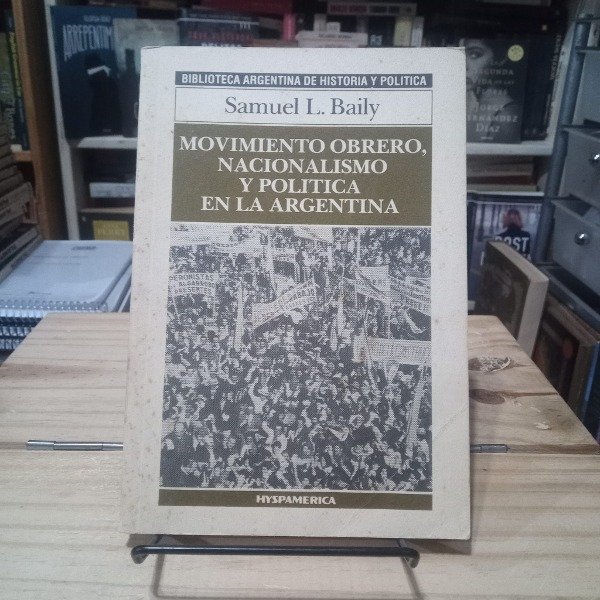 BIBLIOTECA ARGENTINA DE HISTORIA Y POLITICA
Samuel L. Baily
MOVIMIENTO OBRERO,
NACIONALISMO
Y POLITICA
EN LA ARGENTINA
HYSPAMERICA